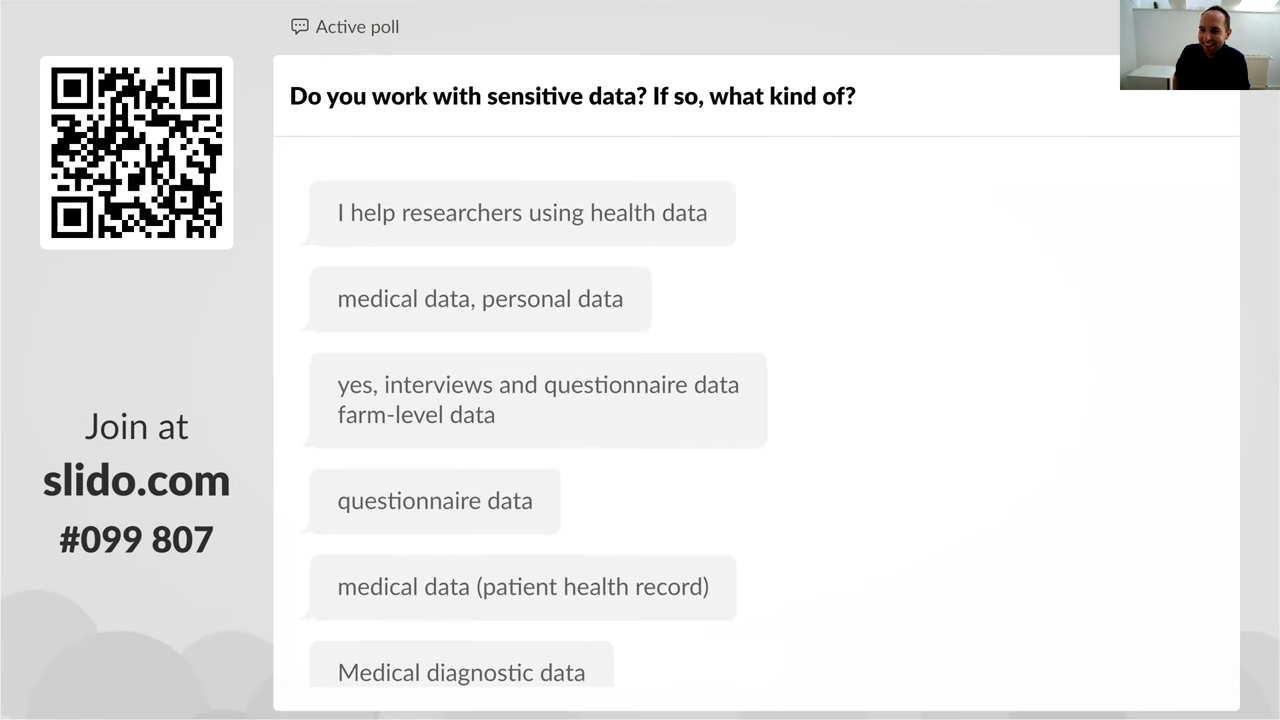 Active poll
Do you work with sensitive data? If so, what kind of?
I help researchers using health data
medical data, personal data
yes, interviews and questionnaire data
farm-level data
questionnaire data
medical data (patient health record)
Medical diagnostic data
Join at
slido.com
#099 807